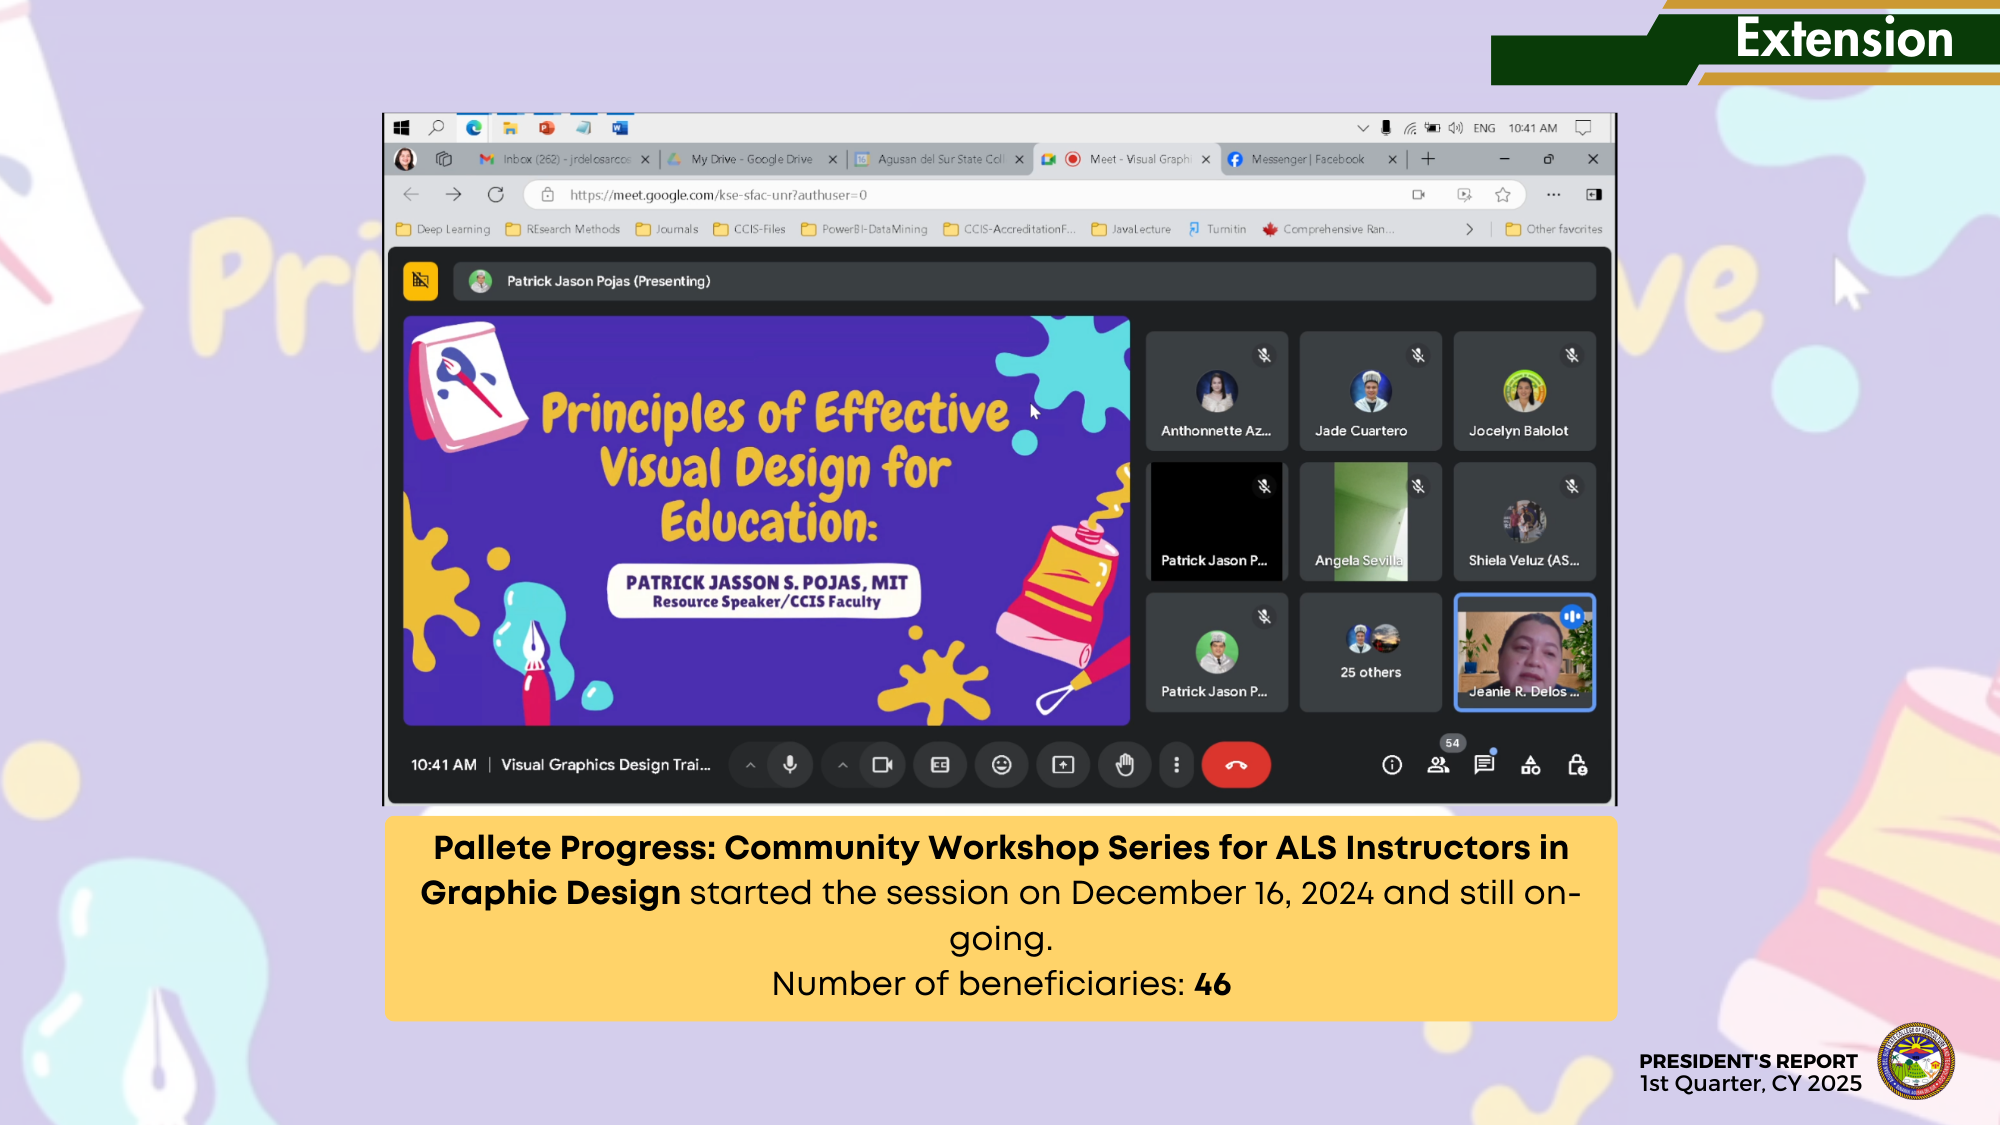 Extension
ENG 10:41 AM
Inbox (262) - jrdelosarcos
My Drive - Google Drive
Agusan del Sur State Coll
Meet - Visual Graphi
Messenger | Facebook
https://meet.google.com/kse-sfac-unr?authuser=0
Deep Learning
REsearch Methods
Journals
CCIS-Files
PowerBI-DataMining
CCIS-AccreditationF...
JavaLecture
Turnitin
Comprehensive Ran...
Other favorites
Pri
ve
Patrick Jason Pojas (Presenting)
Principles of Effective
Visual Design for
Education:
PATRICK JASSON S. POJAS, MIT
Resource Speaker/CCIS Faculty
Anthonnette Az...
Jade Cuartero
Jocelyn Balolot
Patrick Jason P...
Angela Sevilla
Shiela Veluz (AS...
Patrick Jason P...
25 others
Jeanie R. Delos ...
10:41 AM | Visual Graphics Design Trai...
54
Pallete Progress: Community Workshop Series for ALS Instructors in
Graphic Design started the session on December 16, 2024 and still on-
going.
Number of beneficiaries: 46
PRESIDENT'S REPORT
1st Quarter, CY 2025